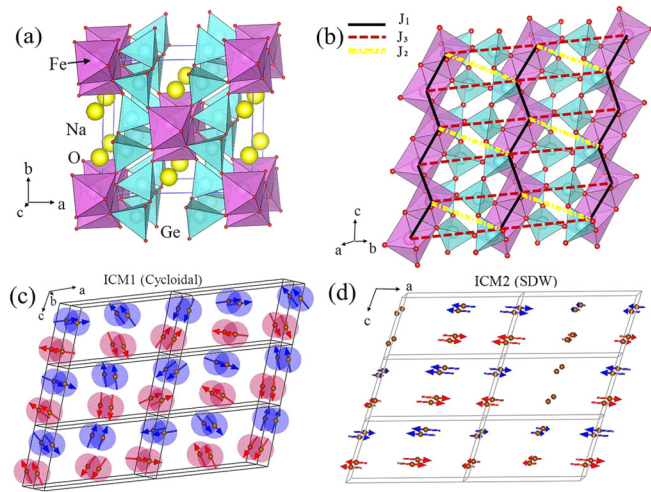 (a)
Fe
Na
O
b
a
c
Ge
(b)
J₁
J₃
J₂
c
a
b
(c)
ICM1 (Cycloidal)
a
b
c
(d)
ICM2 (SDW)
a
c